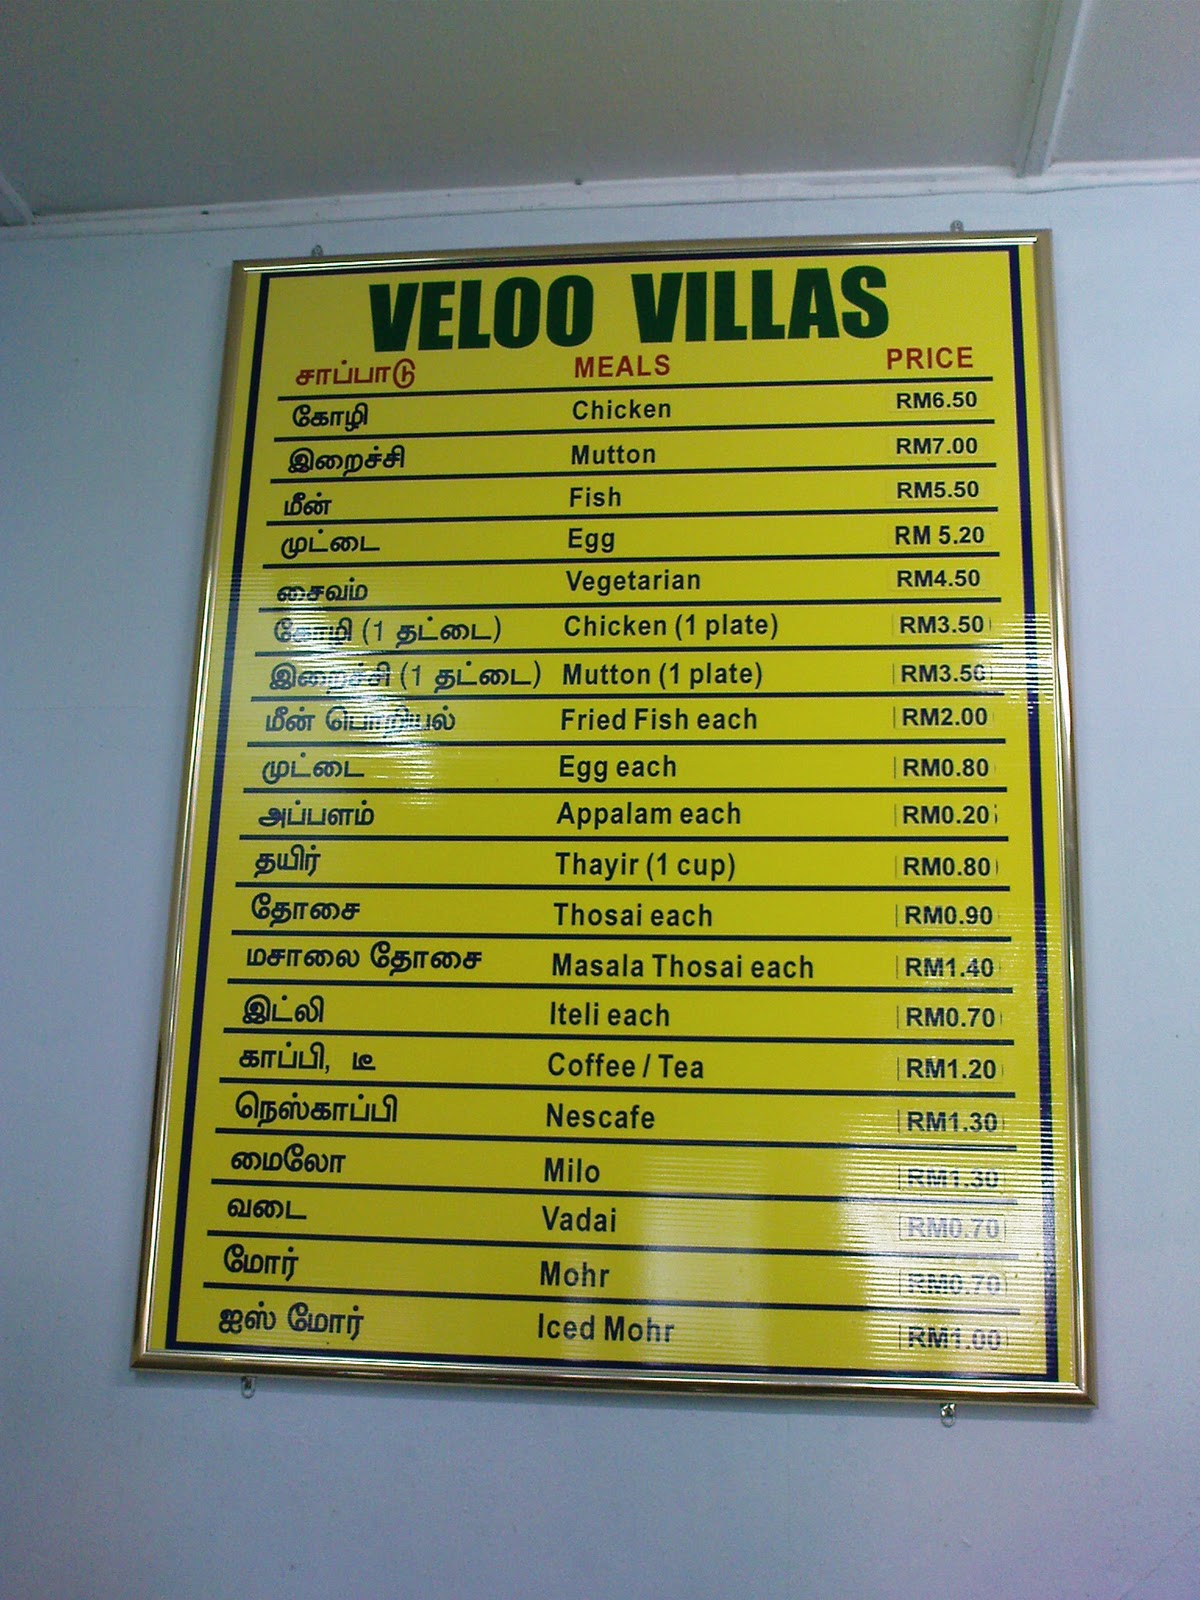 VELOO VILLAS
சாப்பாடு MEALS PRICE
கோழி Chicken RM6.50
இறைச்சி Mutton RM7.00
மீன் Fish RM5.50
முட்டை Egg RM 5.20
சைவம் Vegetarian RM4.50
கோழி (1 தட்டை) Chicken (1 plate) RM3.50
இறைச்சி (1 தட்டை) Mutton (1 plate) RM3.50
மீன் பொறியல் Fried Fish each RM2.00
முட்டை Egg each RM0.80
அப்பளம் Appalam each RM0.20
தயிர் Thayir (1 cup) RM0.80
தோசை Thosai each RM0.90
மசாலை தோசை Masala Thosai each RM1.40
இட்லி Iteli each RM0.70
காப்பி, டீ Coffee / Tea RM1.20
நெஸ்காப்பி Nescafe RM1.30
மைலோ Milo RM1.30
வடை Vadai RM0.70
மோர் Mohr RM0.70
ஐஸ் மோர் Iced Mohr RM1.00